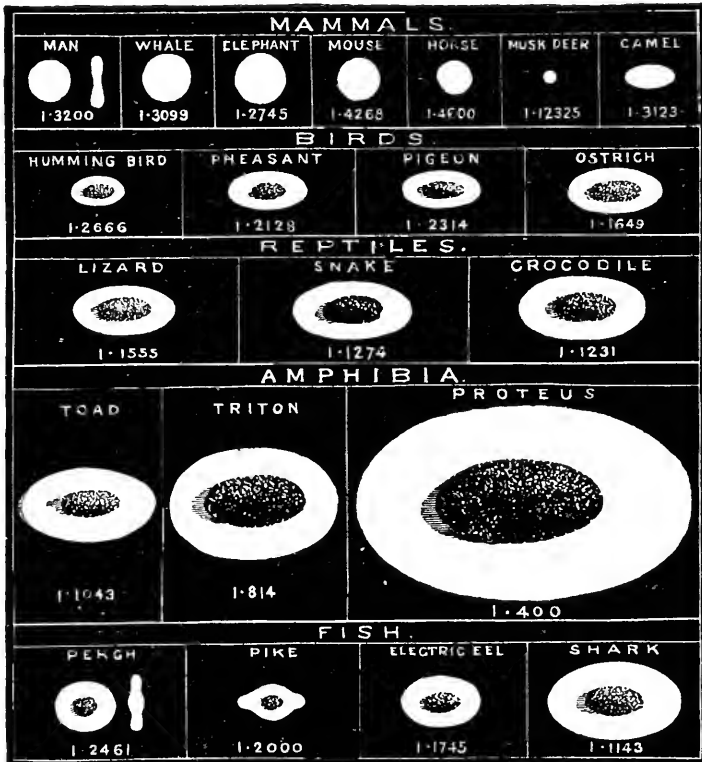 MAMMALS.
MAN WHALE ELEPHANT MOUSE HORSE MUSK DEER CAMEL
1·3200 1·3099 1·2745 1·4268 1·4600 1·12325 1·3123
BIRDS
HUMMING BIRD PHEASANT PIGEON OSTRICH
1·2666 1·2128 1·2314 1·1649
REPTILES.
LIZARD SNAKE CROCODILE
1·1555 1·1274 1·1231
AMPHIBIA.
TOAD TRITON PROTEUS
1·1043 1·814 1·400
FISH.
PERCH PIKE ELECTRIC EEL SHARK
1·2461 1·2000 1·1745 1·1143